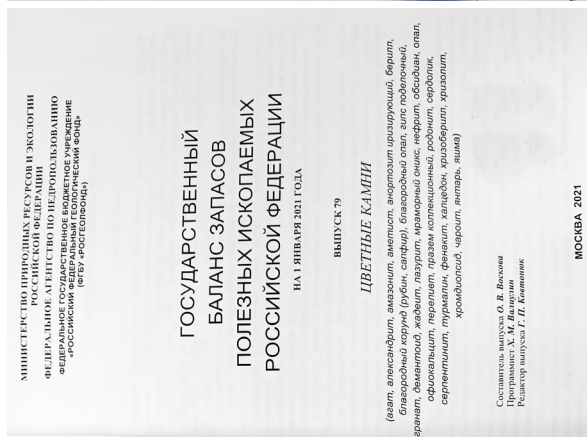 МИНИСТЕРСТВО ПРИРОДНЫХ РЕСУРСОВ И ЭКОЛОГИИ
РОССИЙСКОЙ ФЕДЕРАЦИИ
ФЕДЕРАЛЬНОЕ АГЕНТСТВО ПО НЕДРОПОЛЬЗОВАНИЮ
ФЕДЕРАЛЬНОЕ ГОСУДАРСТВЕННОЕ БЮДЖЕТНОЕ УЧРЕЖДЕНИЕ
«РОССИЙСКИЙ ФЕДЕРАЛЬНЫЙ ГЕОЛОГИЧЕСКИЙ ФОНД»
(ФГБУ «РОСГЕОЛФОНД»)
ГОСУДАРСТВЕННЫЙ
БАЛАНС ЗАПАСОВ
ПОЛЕЗНЫХ ИСКОПАЕМЫХ
РОССИЙСКОЙ ФЕДЕРАЦИИ
НА 1 ЯНВАРЯ 2021 ГОДА
ВЫПУСК 79
ЦВЕТНЫЕ КАМНИ
(агат, александрит, амазонит, аметист, анортозит иризирующий, берилл,
благородный корунд (рубин, сапфир), благородный опал, гипс поделочный,
гранат, демантоид, жадеит, лазурит, мраморный оникс, нефрит, обсидиан, опал,
офиокальцит, переливт, празем коллекционный, родонит, сердолик,
серпентинит, турмалин, фенакит, халцедон, хризоберилл, хризолит,
хромдиопсид, чароит, янтарь, яшма)
Составитель выпуска О. В.
Программист Х. М.
Редактор выпуска Г. П.
МОСКВА 2021